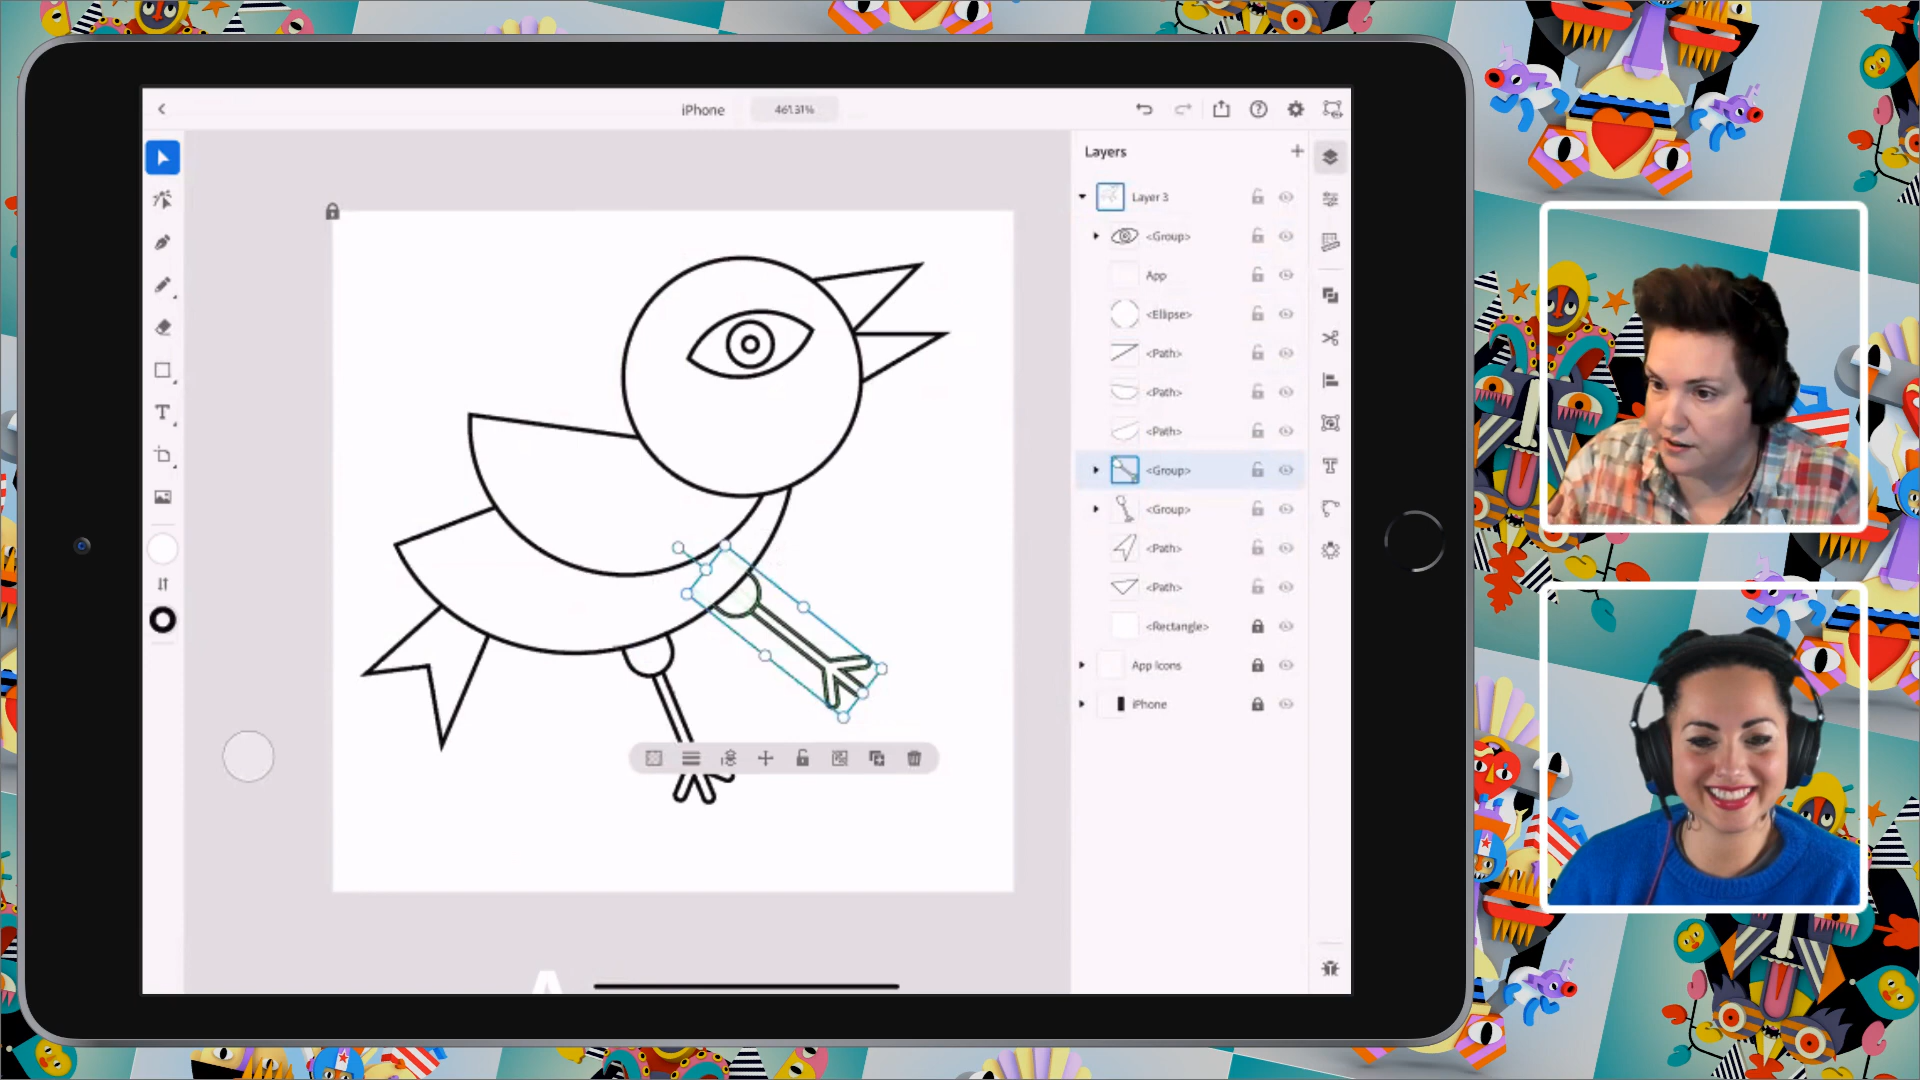 iPhone
461.31%
Layers
Layer 3
<Group>
App
<Ellipse>
<Path>
<Path>
<Path>
<Group>
<Group>
<Path>
<Path>
<Rectangle>
App Icons
iPhone
A